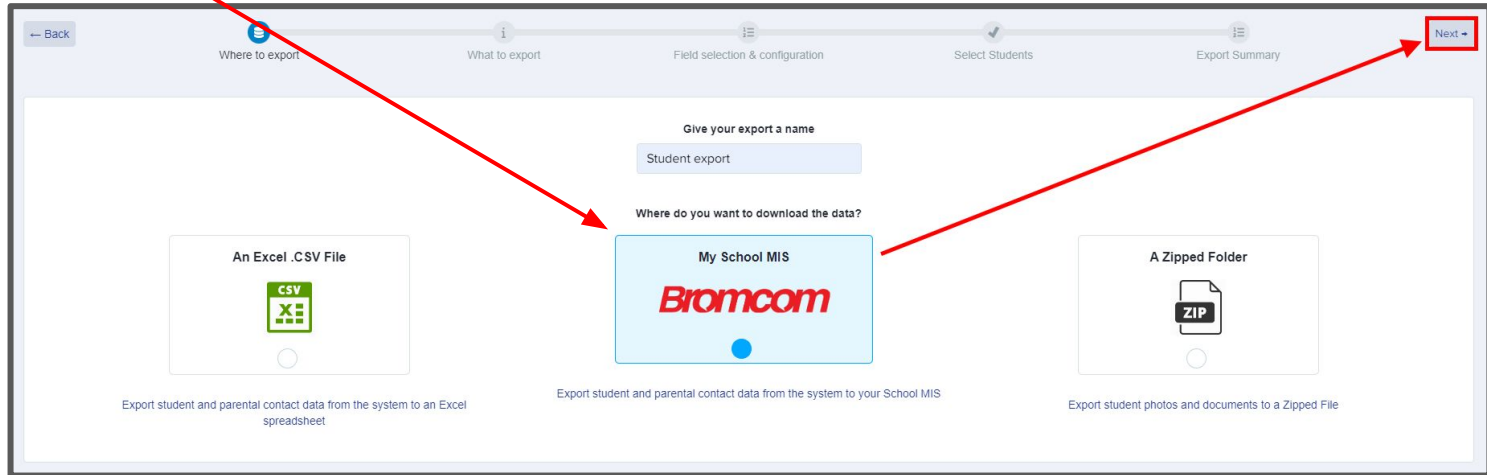 ← Back
Where to export
What to export
Field selection & configuration
Select Students
Export Summary
Next →
Give your export a name
Student export
Where do you want to download the data?
An Excel .CSV File
CSV
X
Export student and parental contact data from the system to an Excel
spreadsheet
My School MIS
Bromcom
Export student and parental contact data from the system to your School MIS
A Zipped Folder
ZIP
Export student photos and documents to a Zipped File